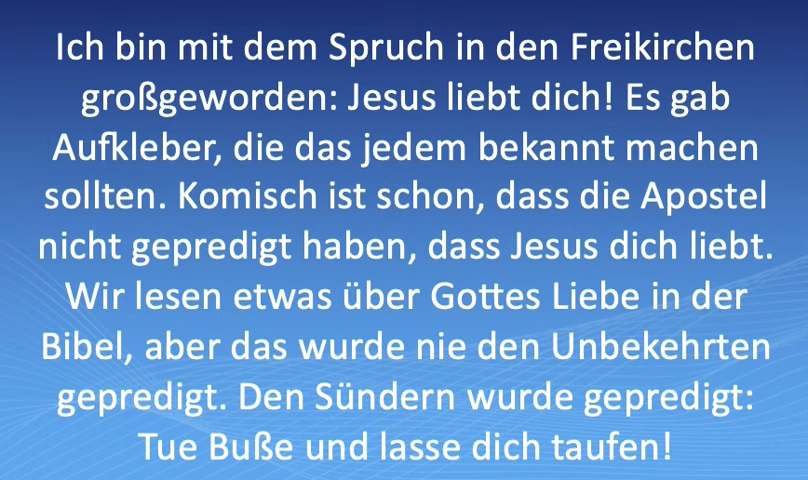 Ich bin mit dem Spruch in den Freikirchen
großgeworden: Jesus liebt dich! Es gab
Aufkleber, die das jedem bekannt machen
sollten. Komisch ist schon, dass die Apostel
nicht gepredigt haben, dass Jesus dich liebt.
Wir lesen etwas über Gottes Liebe in der
Bibel, aber das wurde nie den Unbekehrten
gepredigt. Den Sündern wurde gepredigt:
Tue Buße und lasse dich taufen!